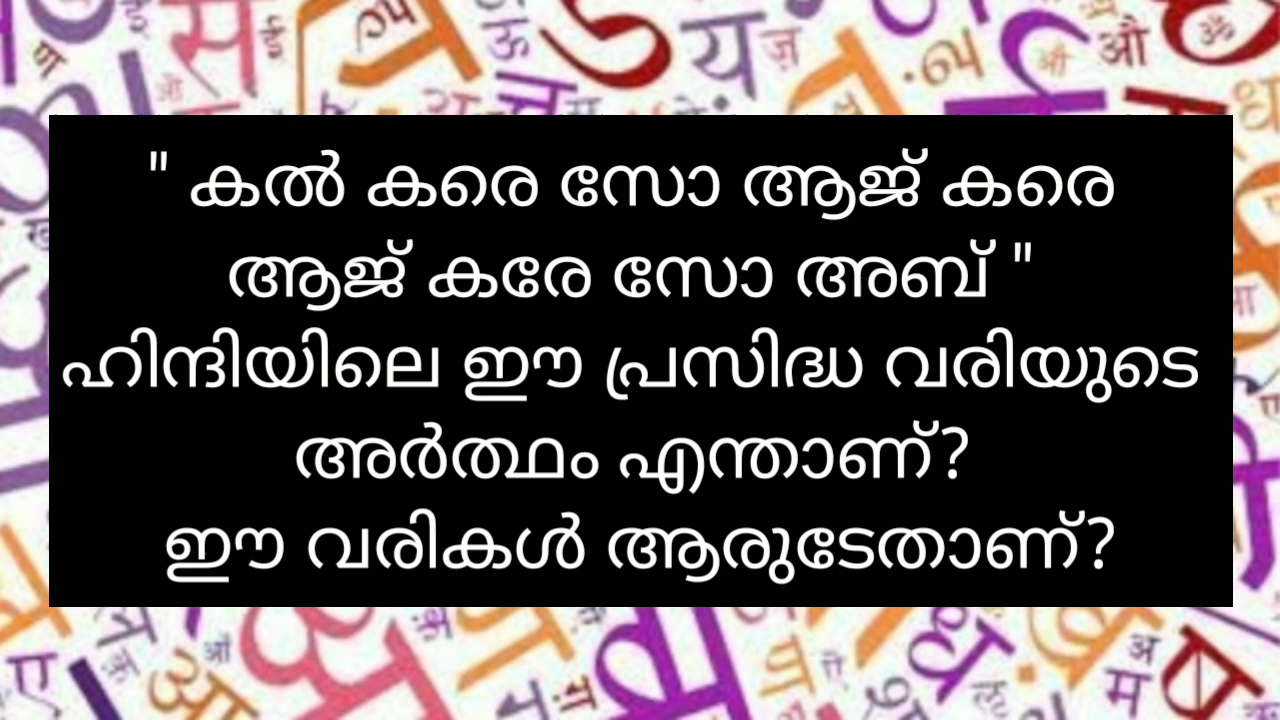 " കൽ കരെ സോ ആജ് കരെ
ആജ് കരേ സോ അബ് "
ഹിന്ദിയിലെ ഈ പ്രസിദ്ധ വരിയുടെ
അർത്ഥം എന്താണ്?
ഈ വരികൾ ആരുടേതാണ്?